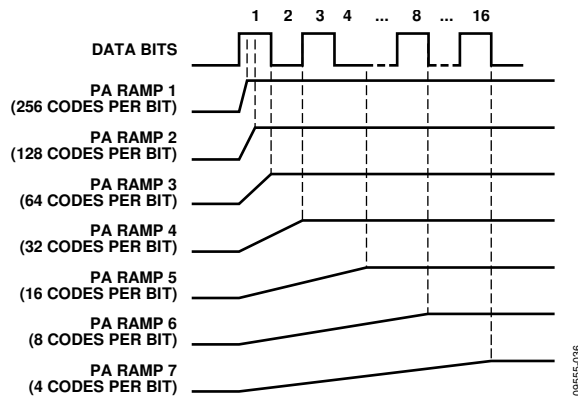 1 2 3 4 ... 8 ... 16
DATA BITS
PA RAMP 1
(256 CODES PER BIT)
PA RAMP 2
(128 CODES PER BIT)
PA RAMP 3
(64 CODES PER BIT)
PA RAMP 4
(32 CODES PER BIT)
PA RAMP 5
(16 CODES PER BIT)
PA RAMP 6
(8 CODES PER BIT)
PA RAMP 7
(4 CODES PER BIT)
09555-036